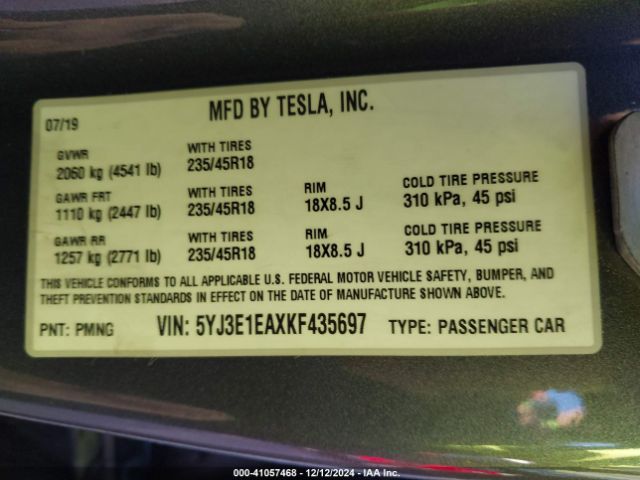 MFD BY TESLA, INC.
07/19
GVWR WITH TIRES
2060 kg (4541 lb) 235/45R18
GAWR FRT WITH TIRES RIM COLD TIRE PRESSURE
1110 kg (2447 lb) 235/45R18 18X8.5 J 310 kPa, 45 psi
GAWR RR WITH TIRES RIM COLD TIRE PRESSURE
1257 kg (2771 lb) 235/45R18 18X8.5 J 310 kPa, 45 psi
THIS VEHICLE CONFORMS TO ALL APPLICABLE U.S. FEDERAL MOTOR VEHICLE SAFETY, BUMPER, AND
THEFT PREVENTION STANDARDS IN EFFECT ON THE DATE OF MANUFACTURE SHOWN ABOVE.
PNT: PMNG VIN: 5YJ3E1EAXKF435697 TYPE: PASSENGER CAR
000-41057468 - 12/12/2024 - IAA Inc.